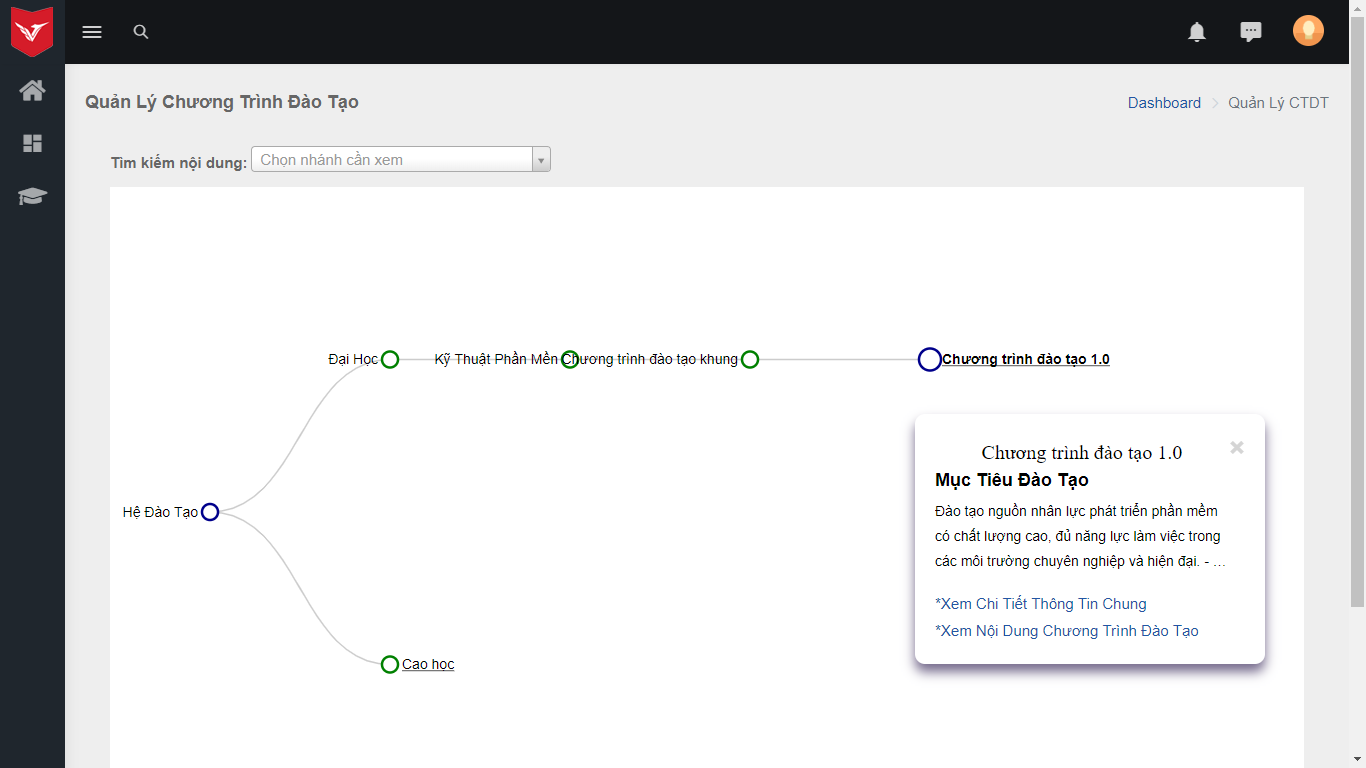 Quản Lý Chương Trình Đào Tạo
Dashboard
Quản Lý CTDT
Tìm kiếm nội dung:
Chọn nhánh cần xem
Đại Học
Kỹ Thuật Phần Mền
Chương trình đào tạo khung
Chương trình đào tạo 1.0
Hệ Đào Tạo
Cao học
Chương trình đào tạo 1.0
Mục Tiêu Đào Tạo
Đào tạo nguồn nhân lực phát triển phần mềm
có chất lượng cao, đủ năng lực làm việc trong
các môi trường chuyên nghiệp và hiện đại. - ...
*Xem Chi Tiết Thông Tin Chung
*Xem Nội Dung Chương Trình Đào Tạo